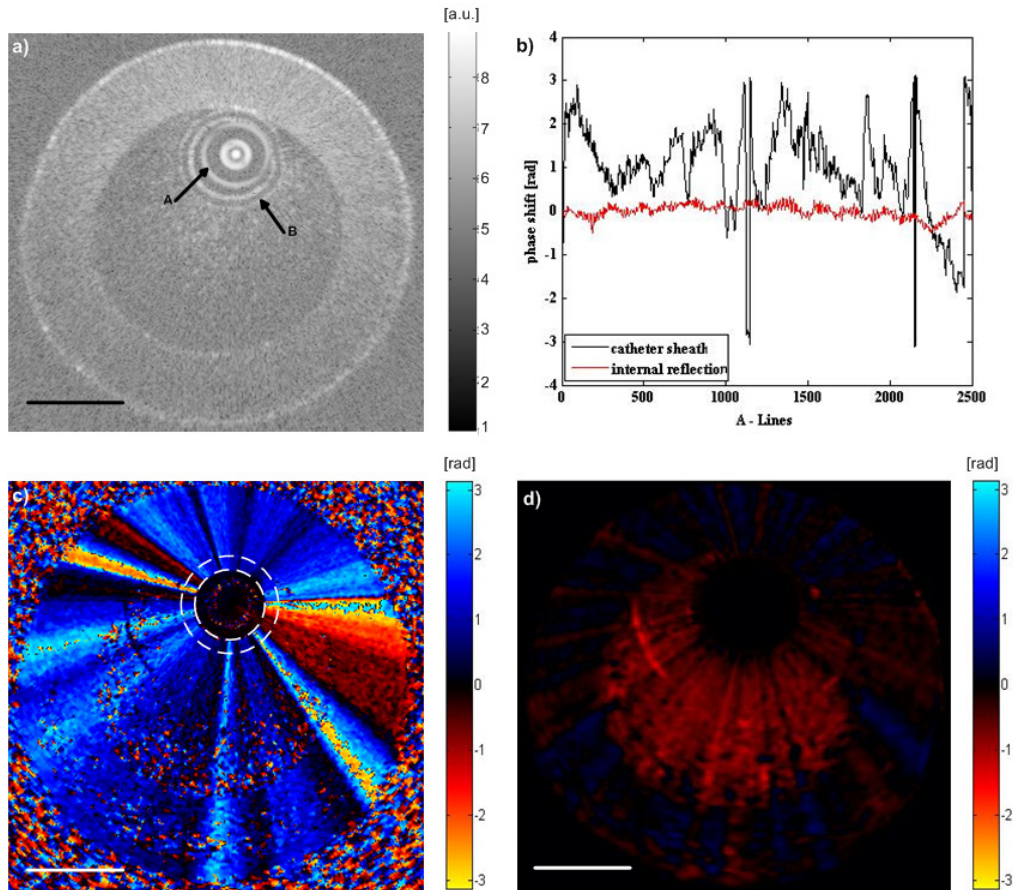 [a.u.]
a)
A
B
8
7
6
5
4
3
2
1
b)
phase shift [rad]
4
3
2
1
0
-1
-2
-3
-4
catheter sheath
internal reflection
0
500
1000
1500
2000
2500
A - Lines
[rad]
c)
3
2
1
0
-1
-2
-3
[rad]
d)
3
2
1
0
-1
-2
-3